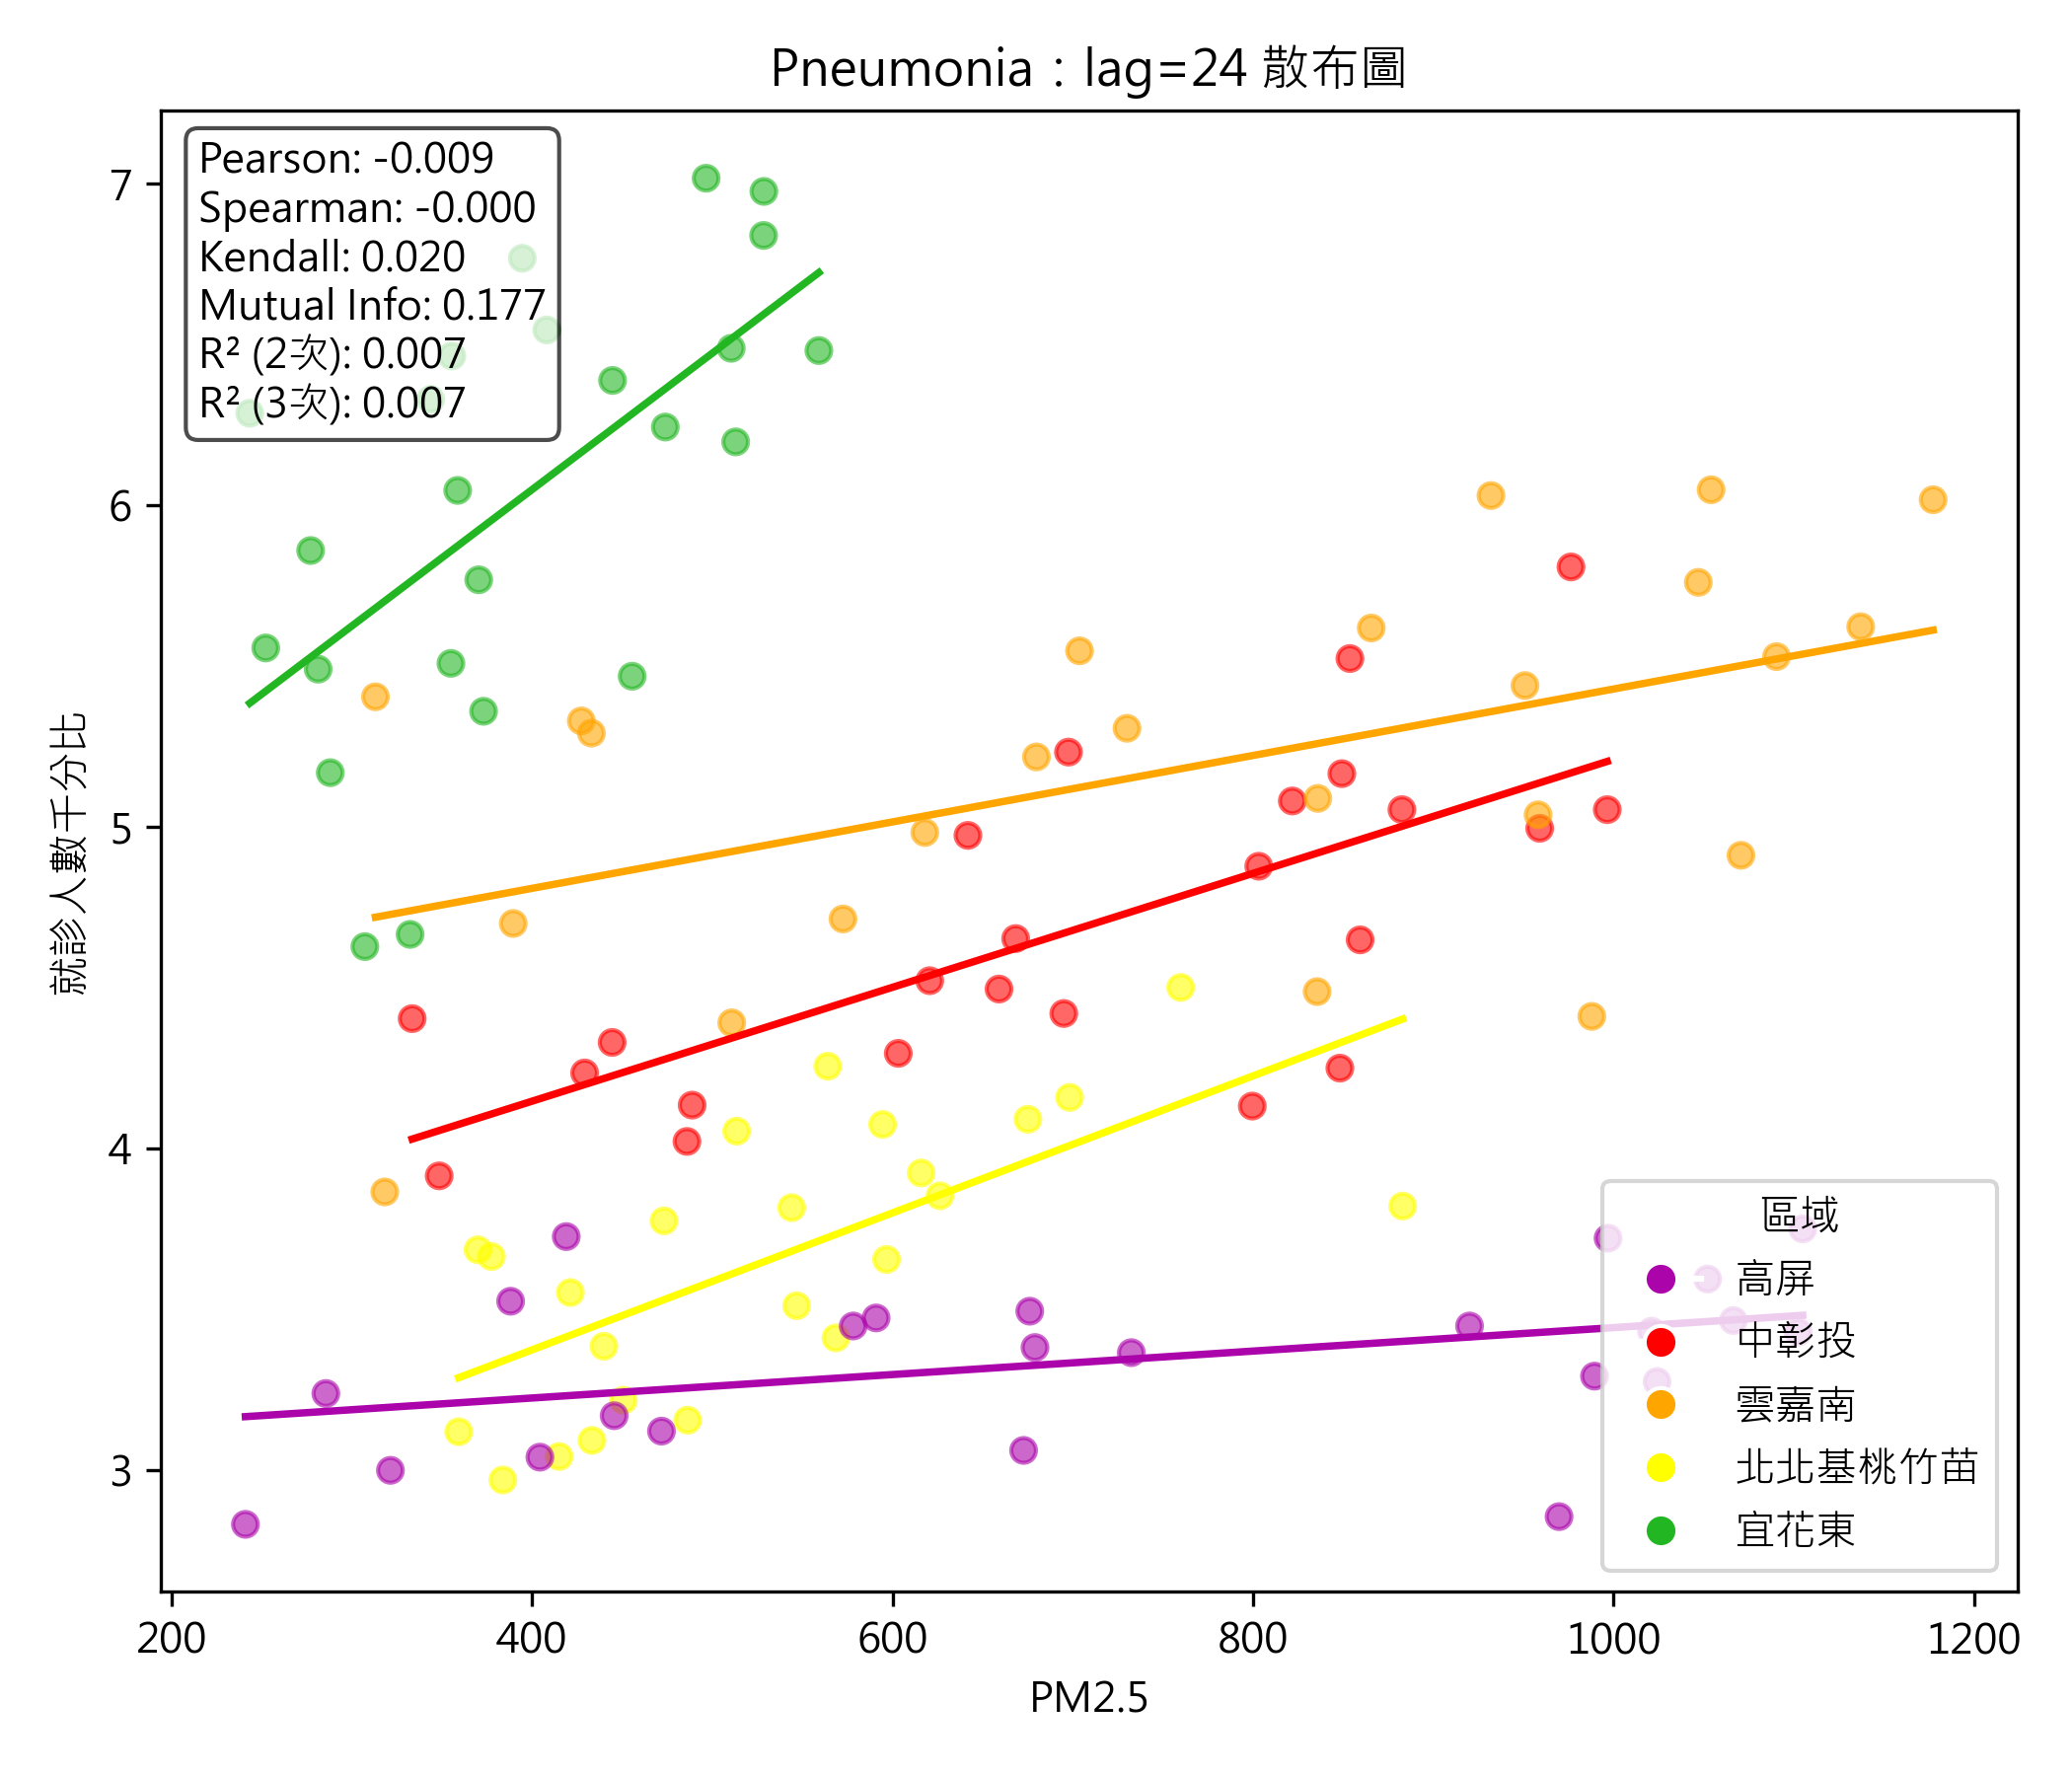 Pneumonia：lag=24 散布圖
Pearson: -0.009
Spearman: -0.000
Kendall: 0.020
Mutual Info: 0.177
R² (2次): 0.007
R² (3次): 0.007
7
6
5
4
3
就診人數千分比
區域
高屏
中彰投
雲嘉南
北北基桃竹苗
宜花東
200
400
600
800
1000
1200
PM2.5